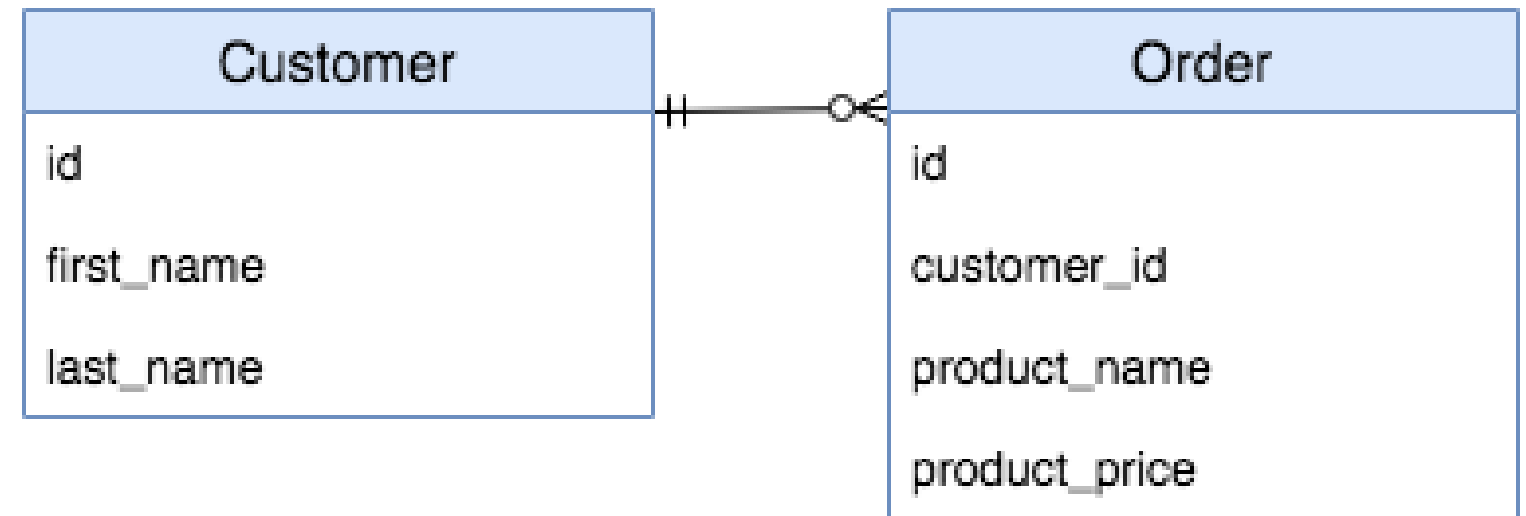 Customer
id
first_name
last_name
Order
id
customer_id
product_name
product_price